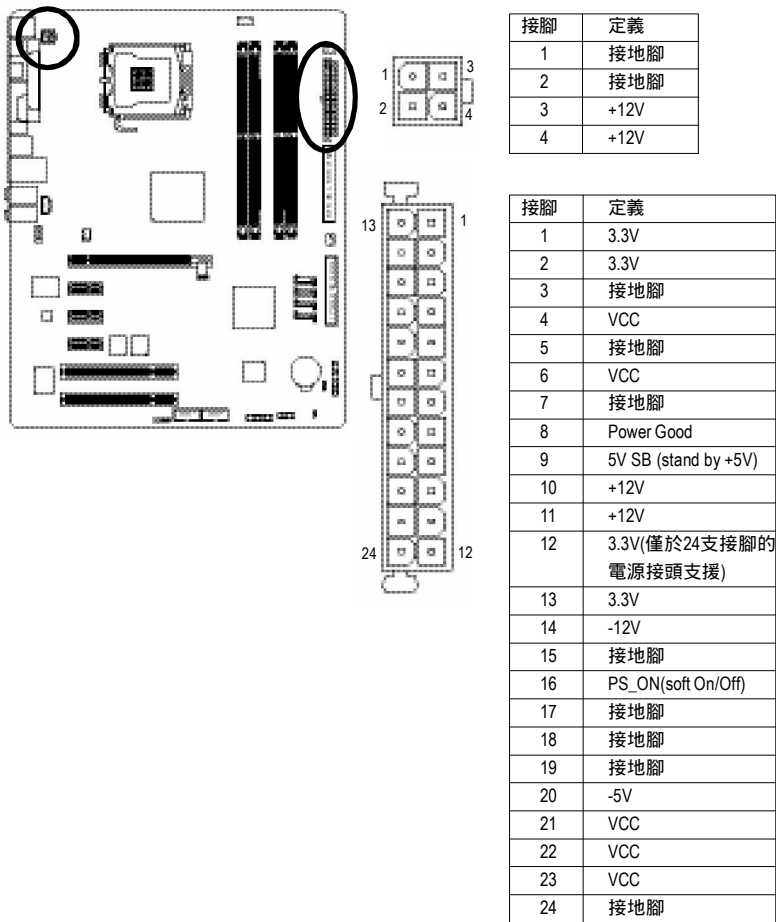 1
3
2
4
接腳 定義
1 接地腳
2 接地腳
3 +12V
4 +12V
13
1
24
12
接腳 定義
1 3.3V
2 3.3V
3 接地腳
4 VCC
5 接地腳
6 VCC
7 接地腳
8 Power Good
9 5V SB (stand by +5V)
10 +12V
11 +12V
12 3.3V(僅於24支接腳的
電源接頭支援)
13 3.3V
14 -12V
15 接地腳
16 PS_ON(soft On/Off)
17 接地腳
18 接地腳
19 接地腳
20 -5V
21 VCC
22 VCC
23 VCC
24 接地腳